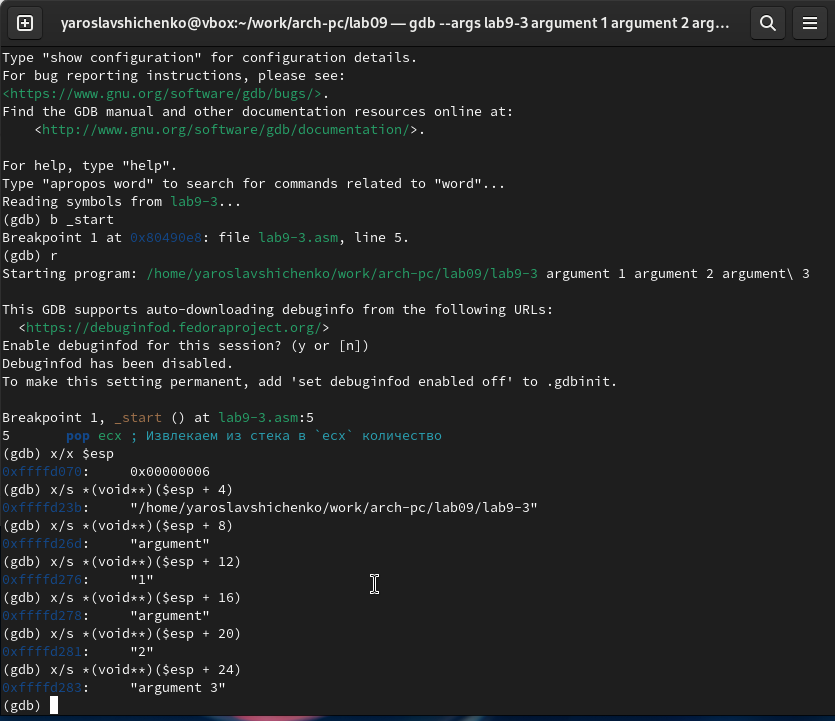 yaroslavshichenko@vbox:~/work/arch-pc/lab09 — gdb --args lab9-3 argument 1 argument 2 arg...
Type "show configuration" for configuration details.
For bug reporting instructions, please see:
<https://www.gnu.org/software/gdb/bugs/>.
Find the GDB manual and other documentation resources online at:
    <http://www.gnu.org/software/gdb/documentation/>.

For help, type "help".
Type "apropos word" to search for commands related to "word"...
Reading symbols from lab9-3...
(gdb) b _start
Breakpoint 1 at 0x80490e8: file lab9-3.asm, line 5.
(gdb) r
Starting program: /home/yaroslavshichenko/work/arch-pc/lab09/lab9-3 argument 1 argument 2 argument\ 3

This GDB supports auto-downloading debuginfo from the following URLs:
  <https://debuginfod.fedoraproject.org/>
Enable debuginfod for this session? (y or [n])
Debuginfod has been disabled.
To make this setting permanent, add 'set debuginfod enabled off' to .gdbinit.

Breakpoint 1, _start () at lab9-3.asm:5
5       pop ecx ; Извлекаем из стека в `ecx` количество
(gdb) x/x $esp
0xffffd070:     0x00000006
(gdb) x/s *(void**)($esp + 4)
0xffffd23b:     "/home/yaroslavshichenko/work/arch-pc/lab09/lab9-3"
(gdb) x/s *(void**)($esp + 8)
0xffffd26d:     "argument"
(gdb) x/s *(void**)($esp + 12)
0xffffd276:     "1"
(gdb) x/s *(void**)($esp + 16)
0xffffd278:     "argument"
(gdb) x/s *(void**)($esp + 20)
0xffffd281:     "2"
(gdb) x/s *(void**)($esp + 24)
0xffffd283:     "argument 3"
(gdb)